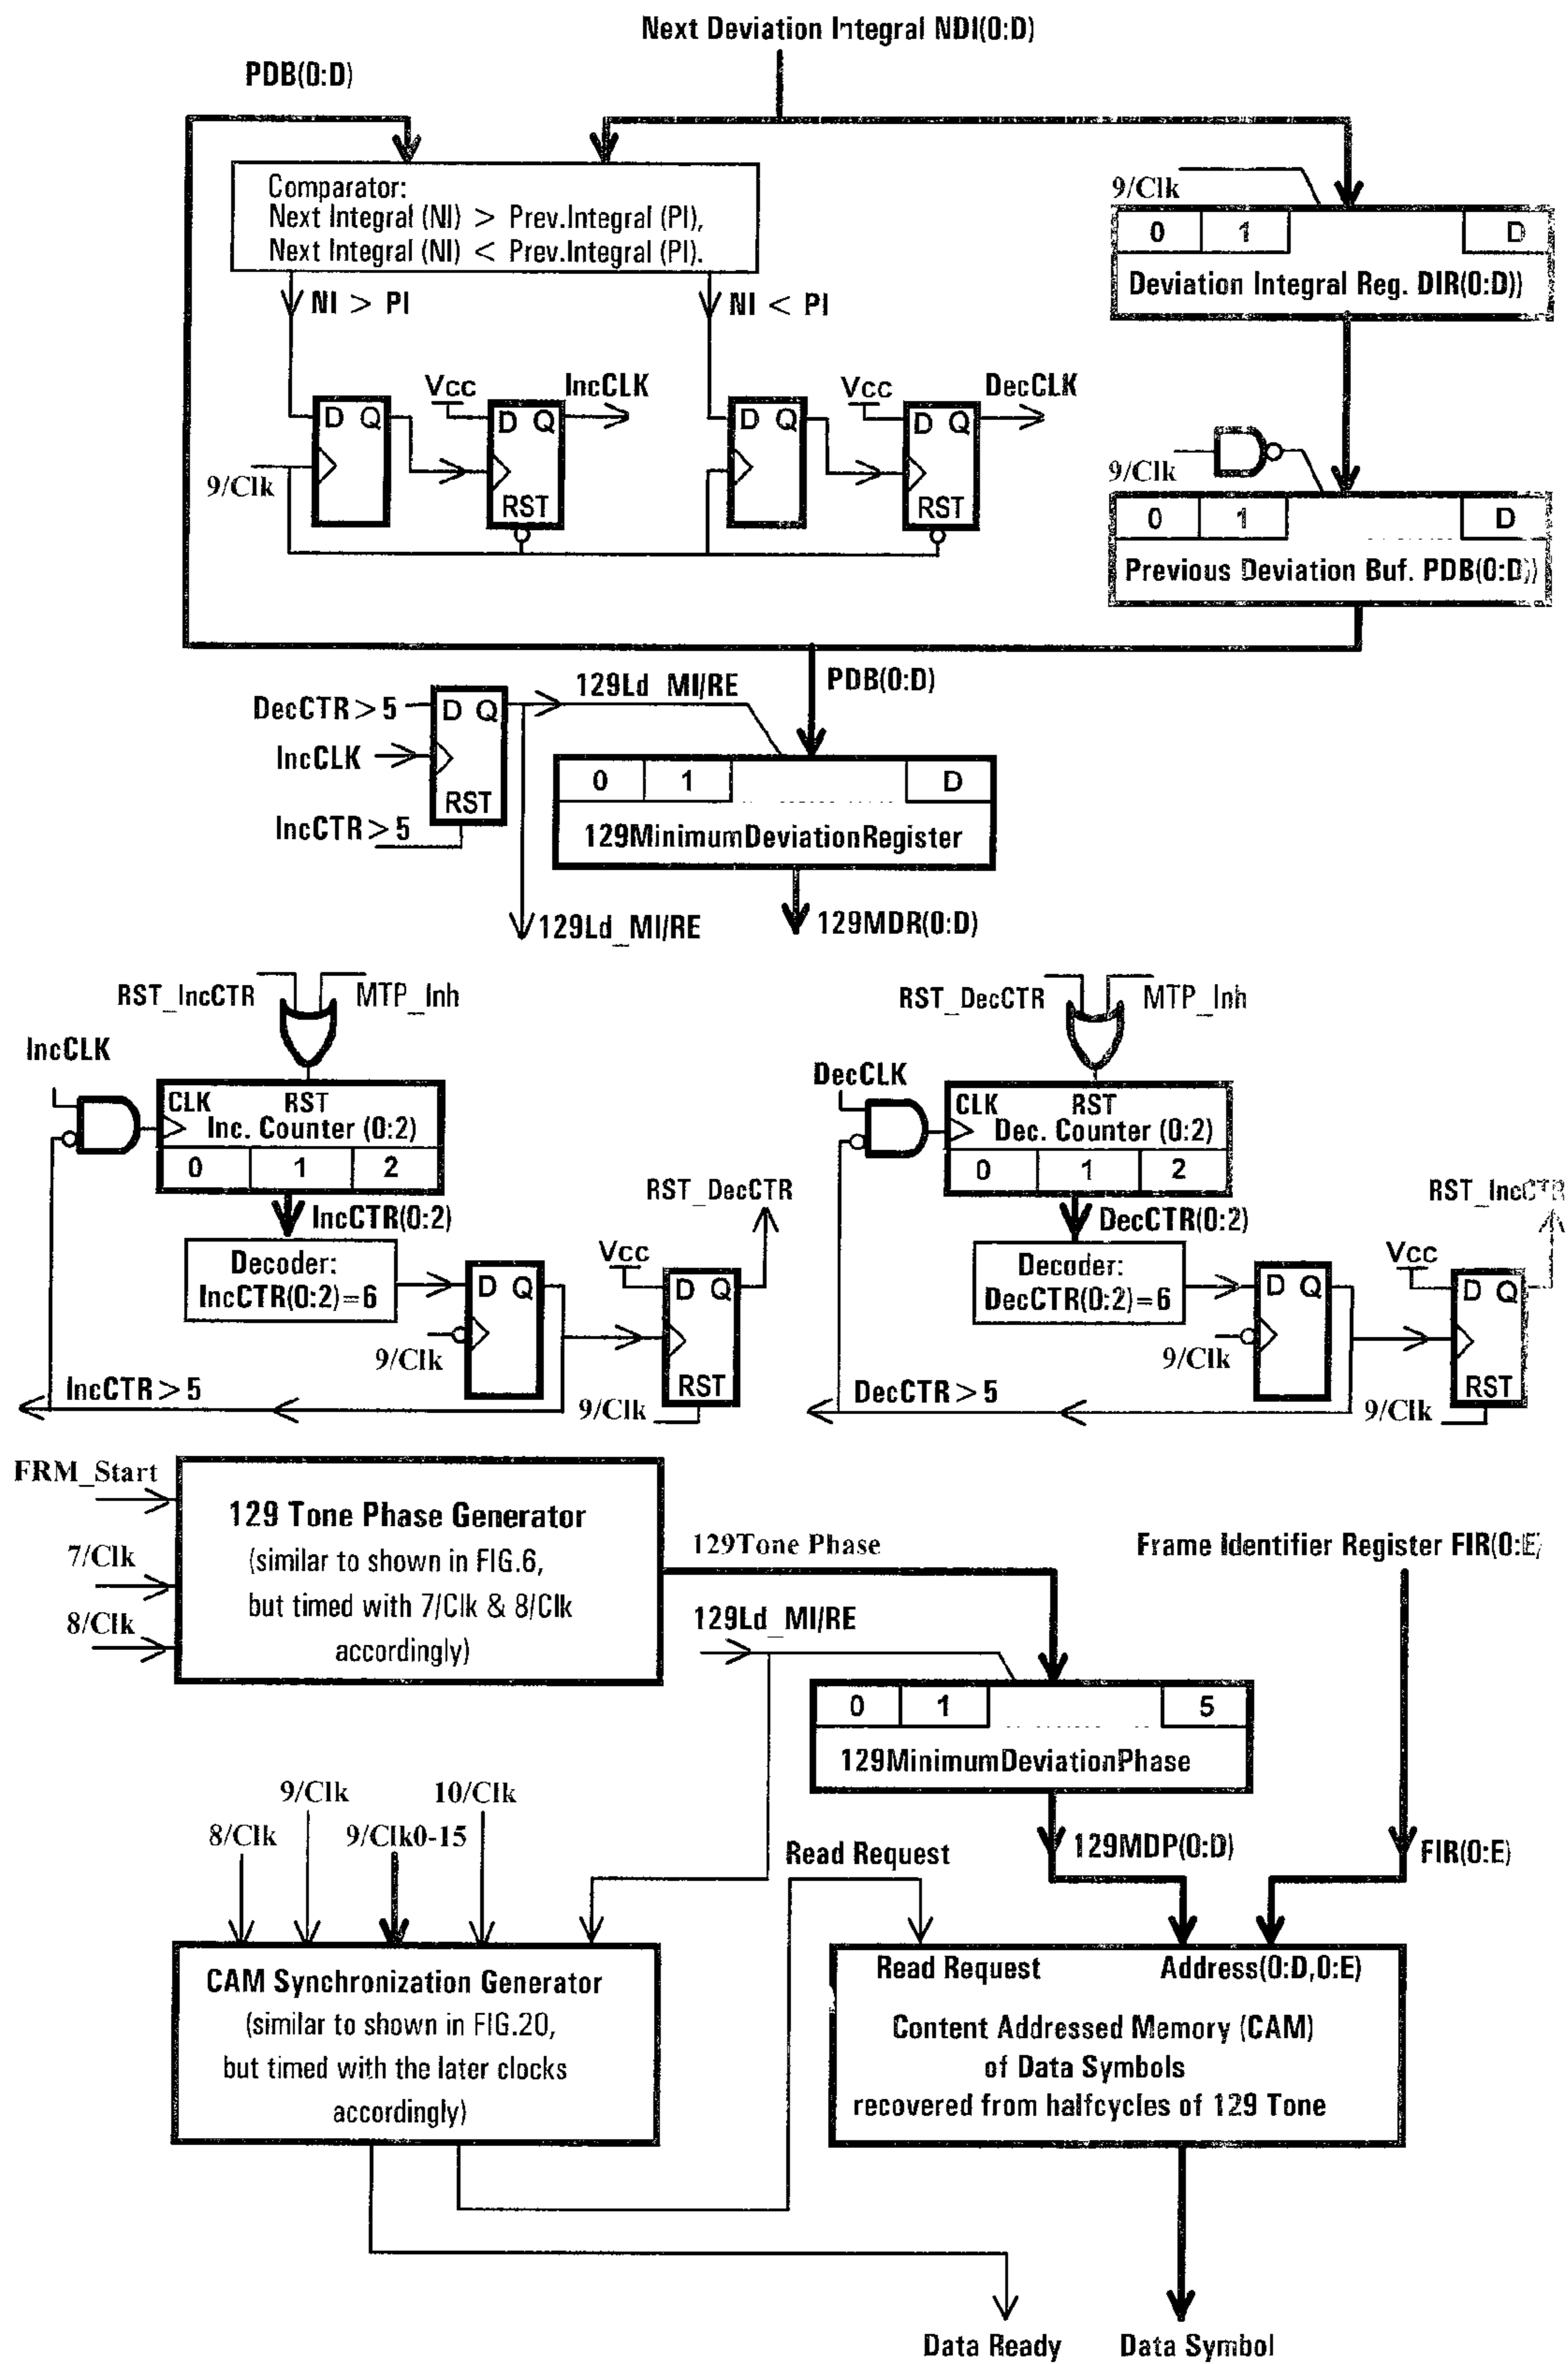 Next Deviation Integral NDI(0:D)
PDB(0:D)
Comparator:
Next Integral (NI) > Prev.Integral (PI),
Next Integral (NI) < Prev.Integral (PI).
9/Clk
0 1 D
Deviation Integral Reg. DIR(0:D))
NI > PI
NI < PI
Vcc
IncCLK
Vcc
DecCLK
D Q
D Q
D Q
D Q
9/Clk
RST
RST
9/Clk
0 1 D
Previous Deviation Buf. PDB(0:D))
129Ld_MI/RE
PDB(0:D)
DecCTR > 5
D Q
IncCLK
RST
IncCTR > 5
0 1 D
129MinimumDeviationRegister
129Ld_MI/RE
129MDR(0:D)
RST_IncCTR
MTP_Inh
RST_DecCTR
MTP_Inh
IncCLK
DecCLK
CLK RST
Inc. Counter (0:2)
0 1 2
CLK RST
Dec. Counter (0:2)
0 1 2
RST_DecCTR
RST_IncCTR
IncCTR(0:2)
DecCTR(0:2)
Decoder:
IncCTR(0:2)=6
D Q
Vcc
D Q
9/Clk
RST
IncCTR > 5
9/Clk
Decoder:
DecCTR(0:2)=6
D Q
Vcc
D Q
9/Clk
RST
DecCTR > 5
9/Clk
FRM_Start
7/Clk
8/Clk
129 Tone Phase Generator
(similar to shown in FIG.6,
but timed with 7/Clk & 8/Clk
accordingly)
129Tone Phase
Frame Identifier Register FIR(0:E)
129Ld_MI/RE
0 1 5
129MinimumDeviationPhase
9/Clk
10/Clk
8/Clk
9/Clk0-15
Read Request
129MDP(0:D)
FIR(0:E)
CAM Synchronization Generator
(similar to shown in FIG.20,
but timed with the later clocks
accordingly)
Read Request
Address(0:D,0:E)
Content Addressed Memory (CAM)
of Data Symbols
recovered from halfcycles of 129 Tone
Data Ready
Data Symbol